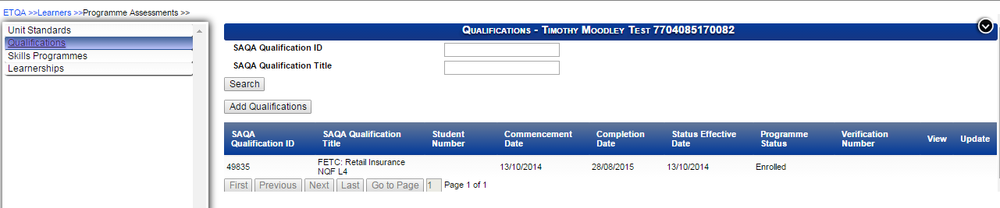 ETQA >>Learners >>Programme Assessments >>
Unit Standards
Qualifications
Skills Programmes
Learnerships
Qualifications - Timothy Moodley Test 7704085170082
SAQA Qualification ID
SAQA Qualification Title
Search
Add Qualifications
SAQA Qualification ID
SAQA Qualification Title
Student Number
Commencement Date
Completion Date
Status Effective Date
Programme Status
Verification Number
View
Update
49835
FETC: Retail Insurance
NQF L4
13/10/2014
28/08/2015
13/10/2014
Enrolled
First Previous Next Last Go to Page 1 Page 1 of 1